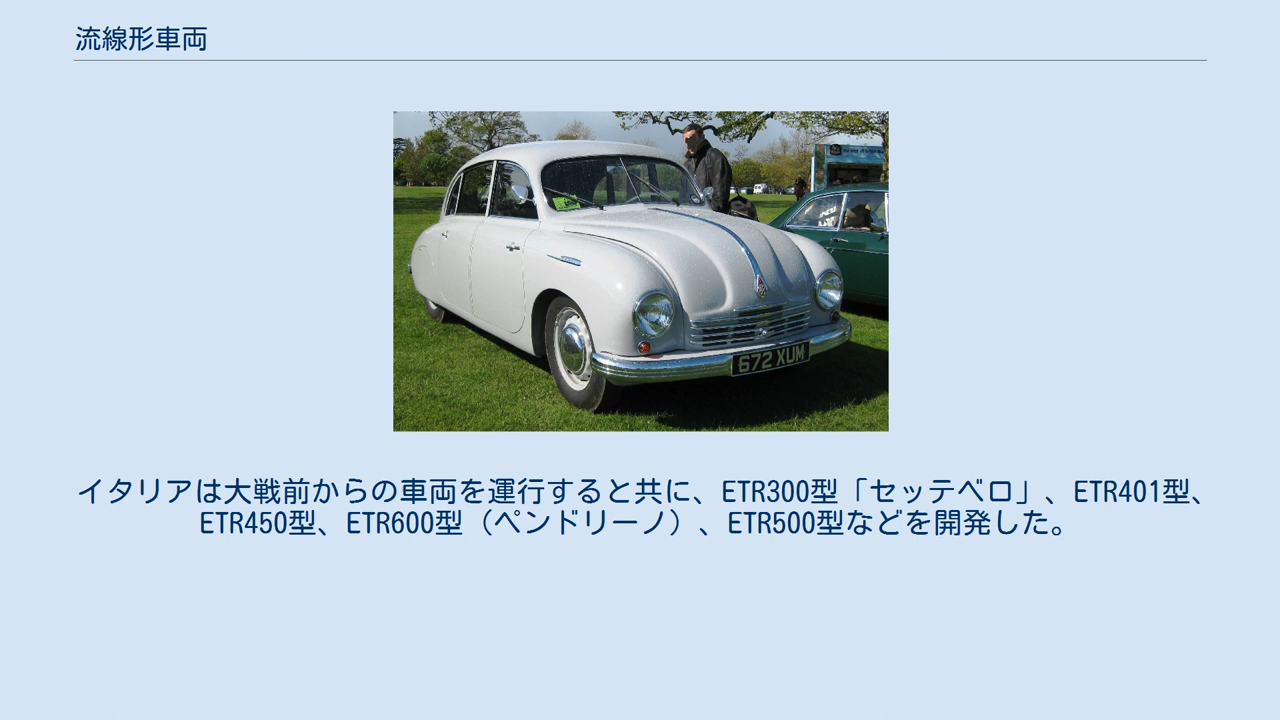 流線形車両
672 XUM
イタリアは大戦前からの車両を運行すると共に、ETR300型「セッテベロ」、ETR401型、
ETR450型、ETR600型（ペンドリーノ）、ETR500型などを開発した。